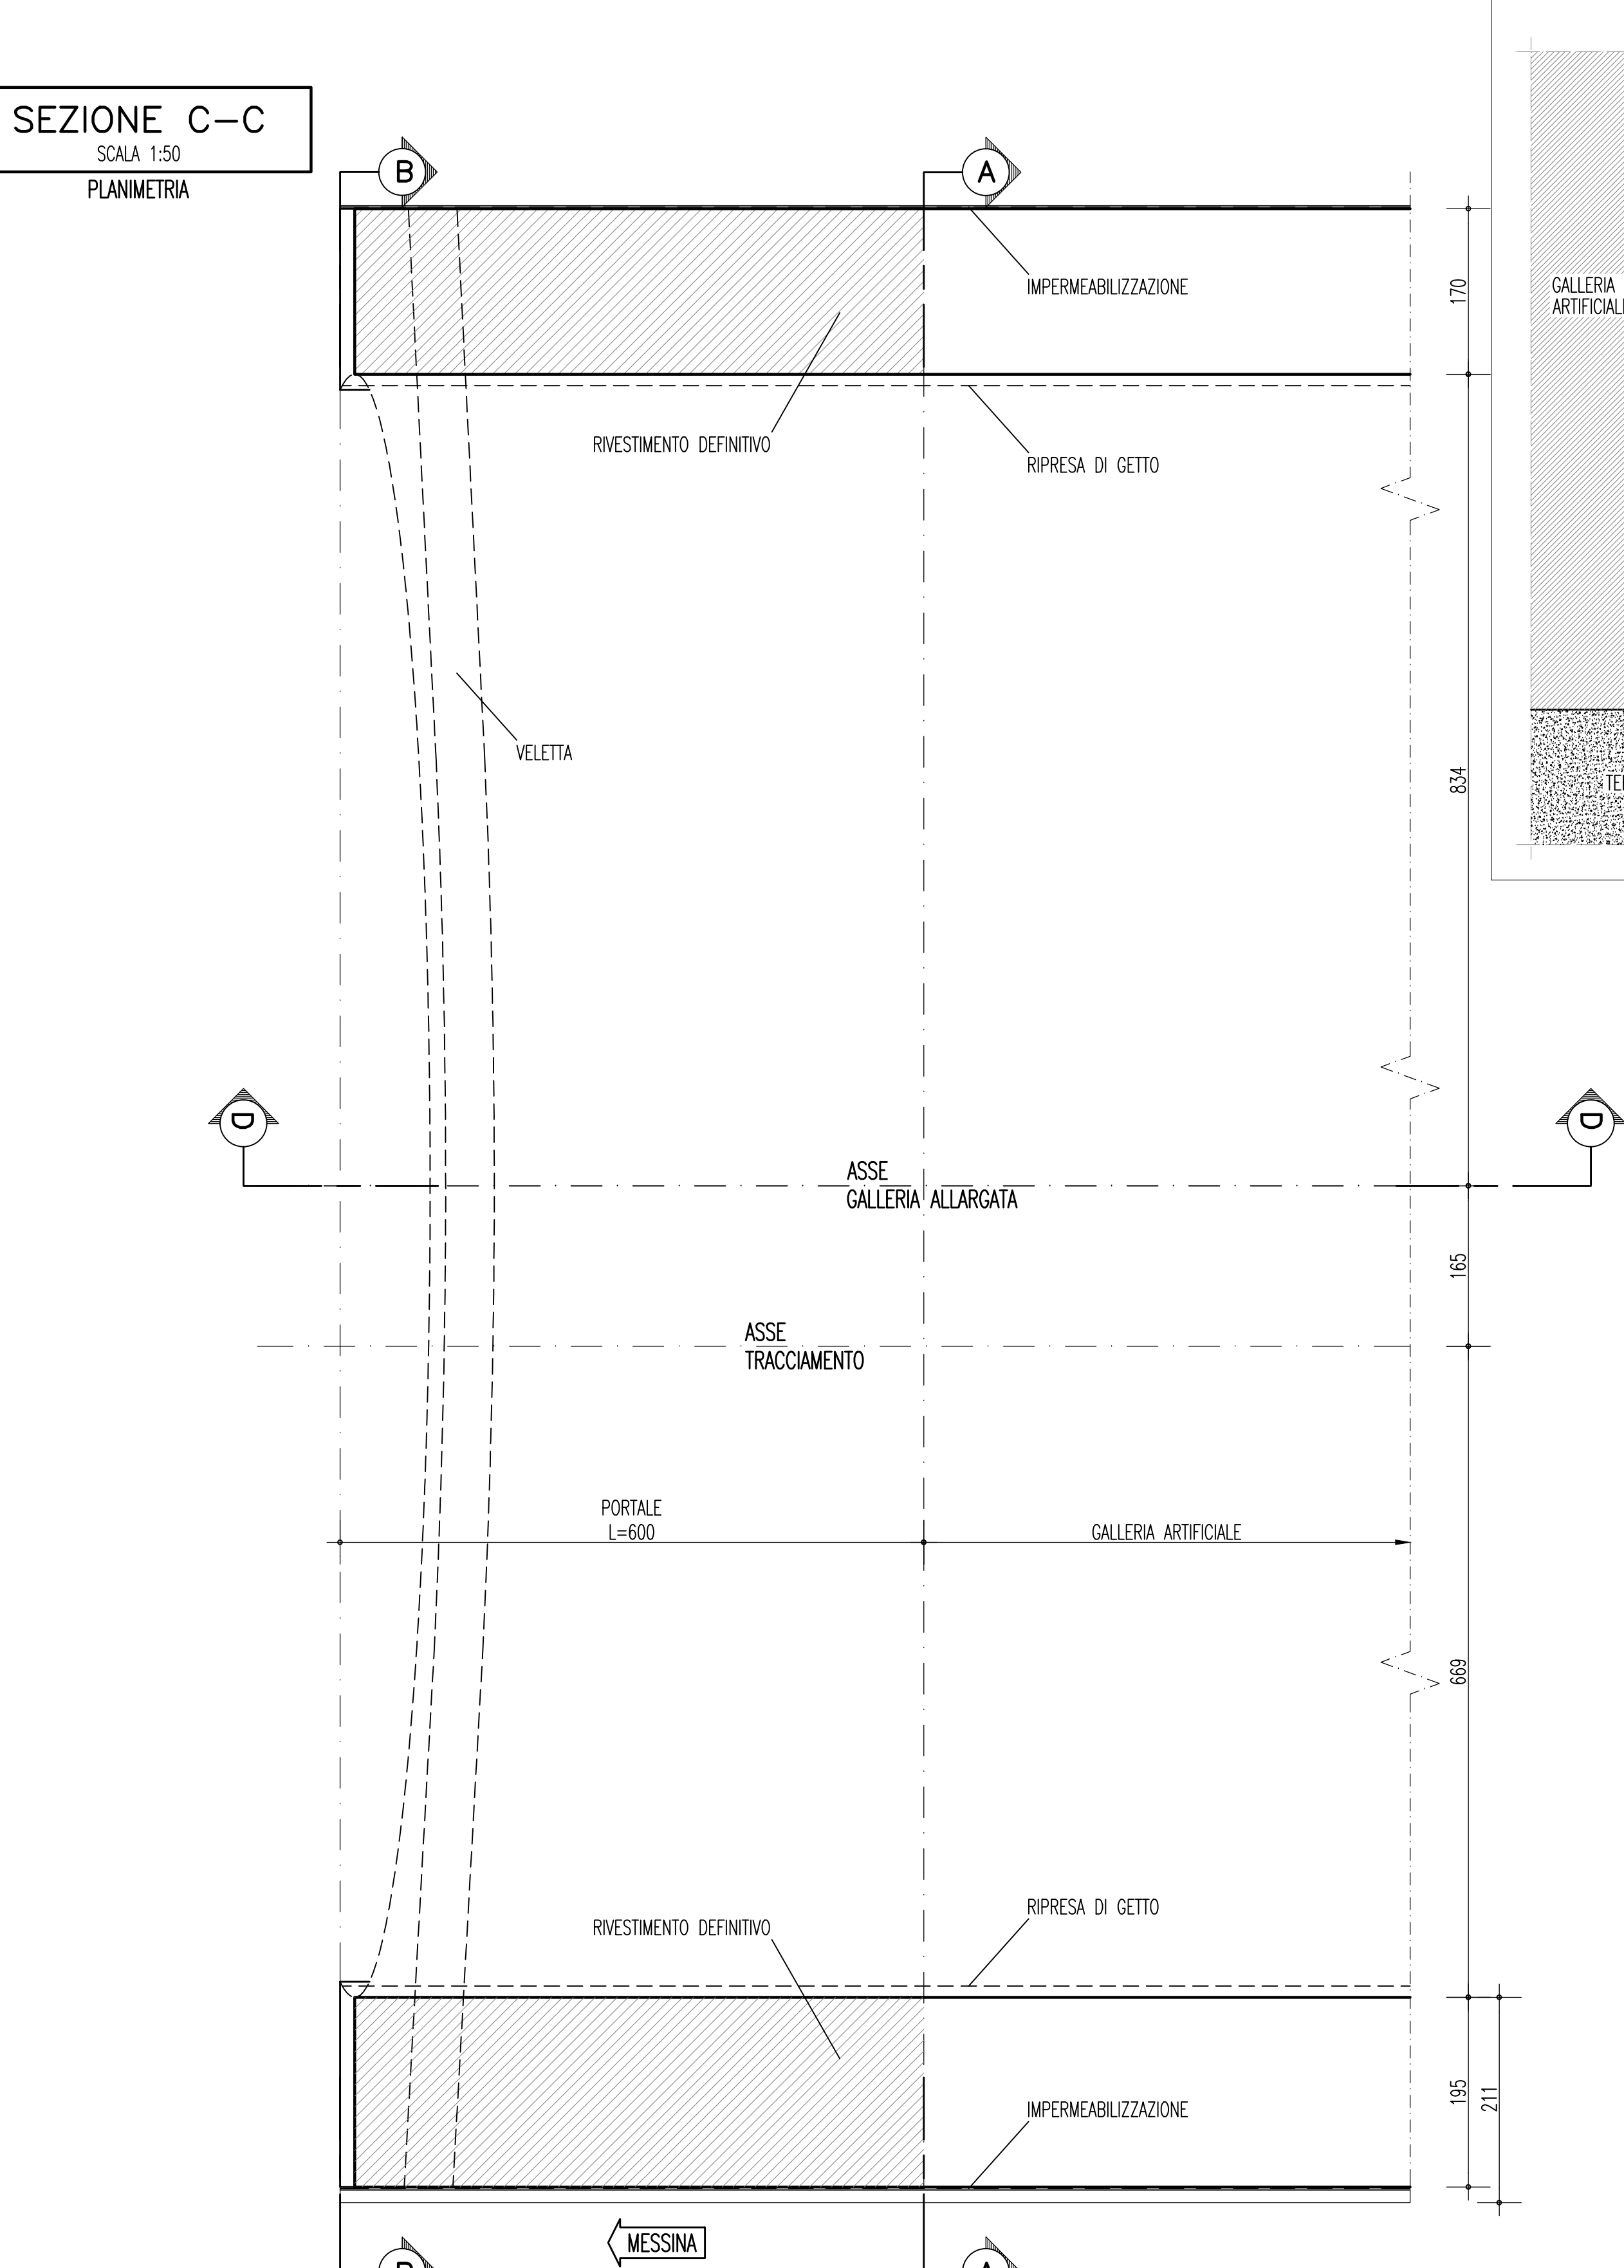 SEZIONE C-C
SCALA 1:50
PLANIMETRIA
B
A
IMPERMEABILIZZAZIONE
170
GALLERIA
RIVESTIMENTO DEFINITIVO
RIPRESA DI GETTO
VELETTA
834
D
D
ASSE
GALLERIA ALLARGATA
165
ASSE
TRACCIAMENTO
PORTALE
L=600
GALLERIA ARTIFICIALE
669
RIPRESA DI GETTO
RIVESTIMENTO DEFINITIVO
195
211
IMPERMEABILIZZAZIONE
MESSINA